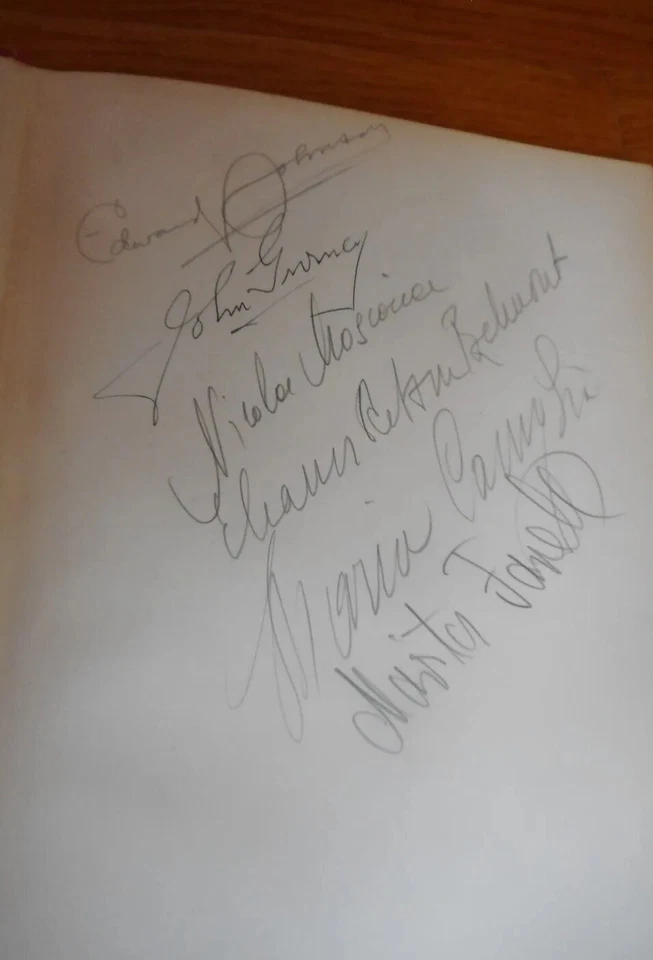 Edward Johnson
John Gurney
Nicola Moscona
Eleanor Robson Belmont
Maria Caniglia